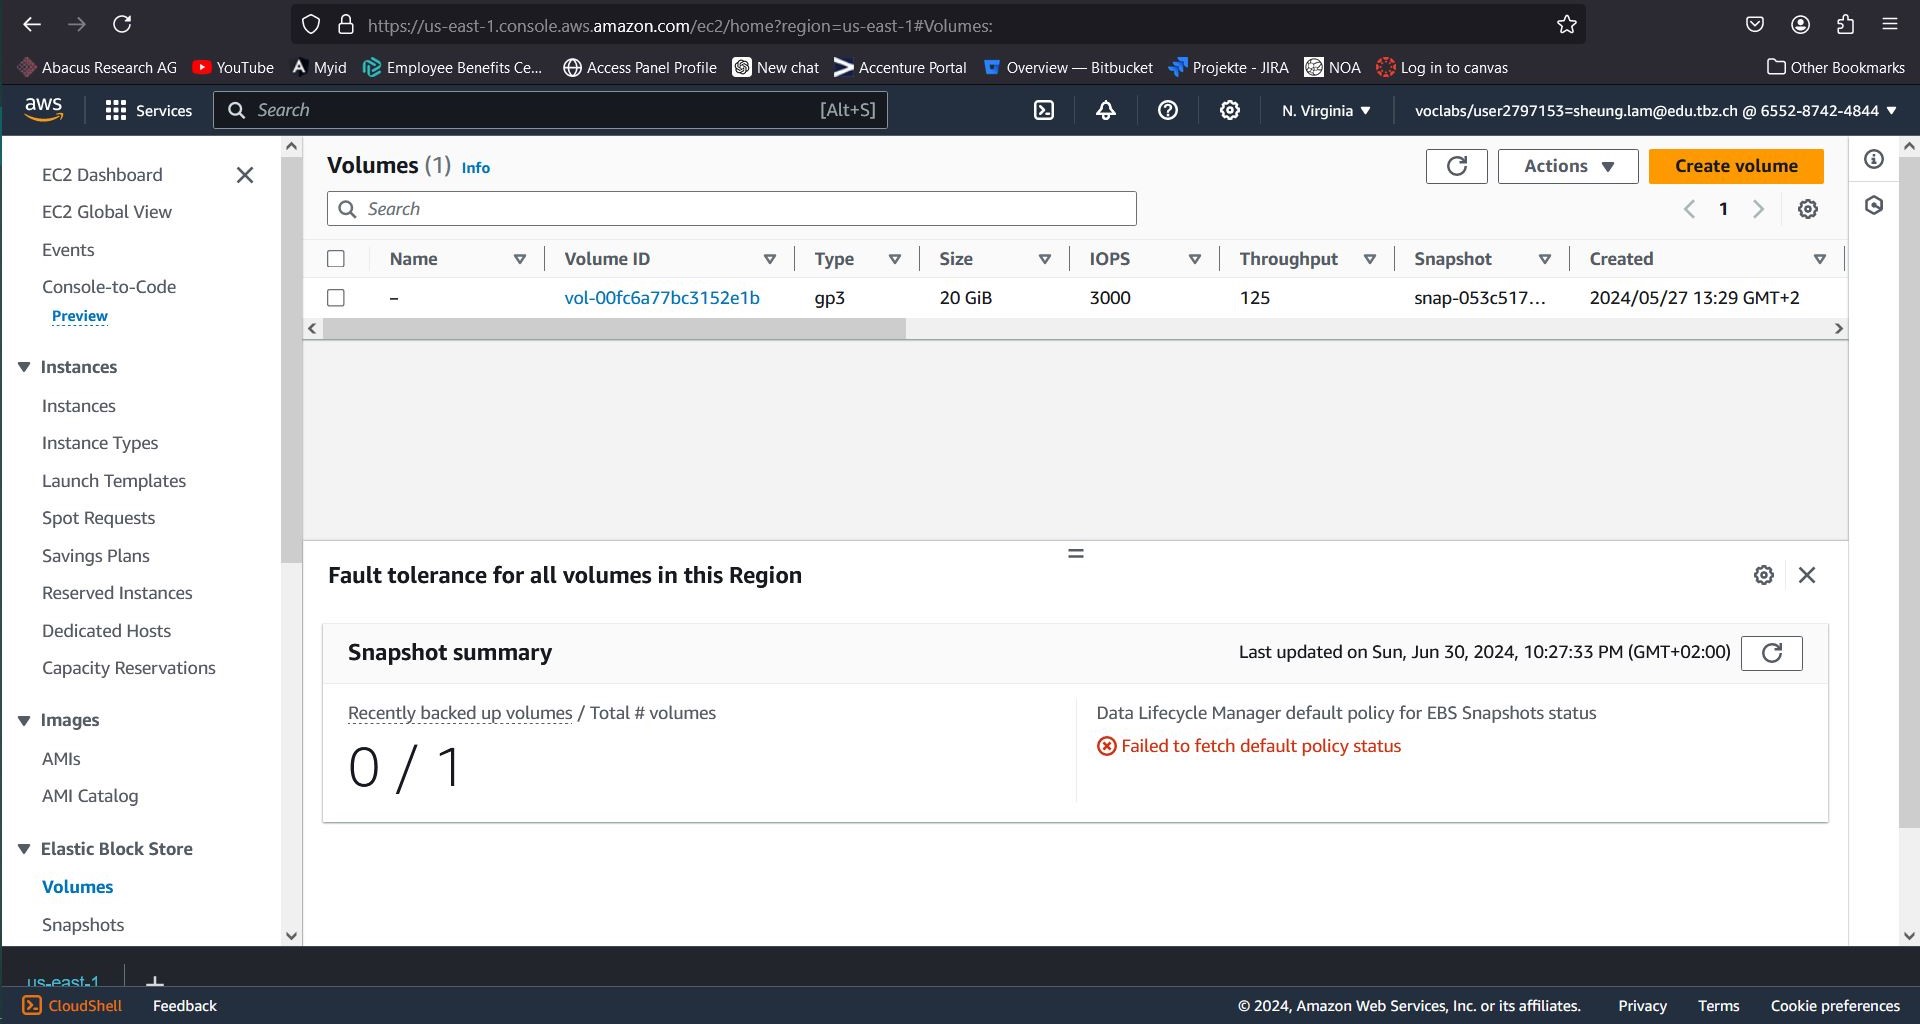 https://us-east-1.console.aws.amazon.com/ec2/home?region=us-east-1#Volumes:
Abacus Research AG YouTube Myid Employee Benefits Ce... Access Panel Profile New chat Accenture Portal Overview — Bitbucket Projekte - JIRA NOA Log in to canvas Other Bookmarks
aws Services Search [Alt+S] N. Virginia voclabs/user2797153=sheung.lam@edu.tbz.ch @ 6552-8742-4844
EC2 Dashboard
EC2 Global View
Events
Console-to-Code
Preview
Instances
Instances
Instance Types
Launch Templates
Spot Requests
Savings Plans
Reserved Instances
Dedicated Hosts
Capacity Reservations
Images
AMIs
AMI Catalog
Elastic Block Store
Volumes
Snapshots
Volumes (1) Info
Actions Create volume
Search
1
Name Volume ID Type Size IOPS Throughput Snapshot Created
– vol-00fc6a77bc3152e1b gp3 20 GiB 3000 125 snap-053c517... 2024/05/27 13:29 GMT+2
Fault tolerance for all volumes in this Region
Snapshot summary
Last updated on Sun, Jun 30, 2024, 10:27:33 PM (GMT+02:00)
Recently backed up volumes / Total # volumes
0 / 1
Data Lifecycle Manager default policy for EBS Snapshots status
Failed to fetch default policy status
us-east-1
CloudShell Feedback © 2024, Amazon Web Services, Inc. or its affiliates. Privacy Terms Cookie preferences